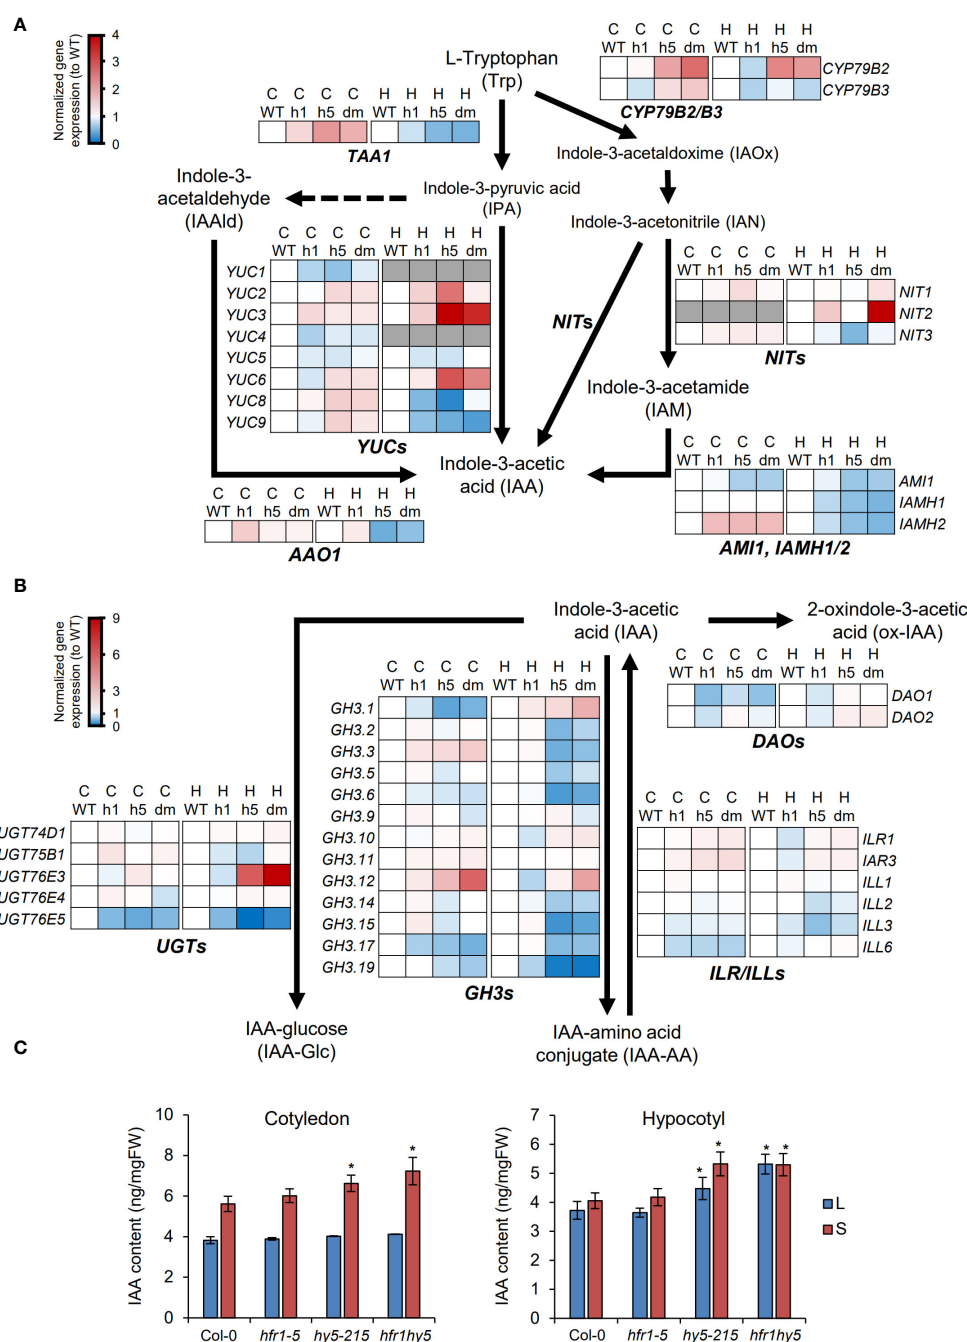 A
Normalized gene
expression (to WT)
4
3
2
1
0
L-Tryptophan
(Trp)
C C C C H H H H
WT h1 h5 dm WT h1 h5 dm
CYP79B2
CYP79B3
CYP79B2/B3
C C C C H H H H
WT h1 h5 dm WT h1 h5 dm
TAA1
Indole-3-acetaldoxime (IAOx)
Indole-3-
acetaldehyde
(IAAld)
Indole-3-pyruvic acid
(IPA)
Indole-3-acetonitrile (IAN)
C C C C H H H H
WT h1 h5 dm WT h1 h5 dm
YUC1
YUC2
YUC3
YUC4
YUC5
YUC6
YUC8
YUC9
YUCs
NITs
C C C C H H H H
WT h1 h5 dm WT h1 h5 dm
NIT1
NIT2
NIT3
NITs
Indole-3-acetamide
(IAM)
Indole-3-acetic
acid (IAA)
C C C C H H H H
WT h1 h5 dm WT h1 h5 dm
AMI1
IAMH1
IAMH2
AMI1, IAMH1/2
C C C C H H H H
WT h1 h5 dm WT h1 h5 dm
AAO1
B
Normalized gene
expression (to WT)
9
6
3
1
0
Indole-3-acetic
acid (IAA)
2-oxindole-3-acetic
acid (ox-IAA)
C C C C H H H H
WT h1 h5 dm WT h1 h5 dm
DAO1
DAO2
DAOs
C C C C H H H H
WT h1 h5 dm WT h1 h5 dm
GH3.1
GH3.2
GH3.3
GH3.5
GH3.6
GH3.9
GH3.10
GH3.11
GH3.12
GH3.14
GH3.15
GH3.17
GH3.19
GH3s
C C C C H H H H
WT h1 h5 dm WT h1 h5 dm
UGT74D1
UGT75B1
UGT76E3
UGT76E4
UGT76E5
UGTs
C C C C H H H H
WT h1 h5 dm WT h1 h5 dm
ILR1
IAR3
ILL1
ILL2
ILL3
ILL6
ILR/ILLs
IAA-glucose
(IAA-Glc)
IAA-amino acid
conjugate (IAA-AA)
C
Cotyledon
IAA content (ng/mgFW)
10
8
6
4
2
0
* *
Col-0 hfr1-5 hy5-215 hfr1hy5
Hypocotyl
IAA content (ng/mgFW)
7
6
5
4
3
2
1
0
* * * *
Col-0 hfr1-5 hy5-215 hfr1hy5
L
S